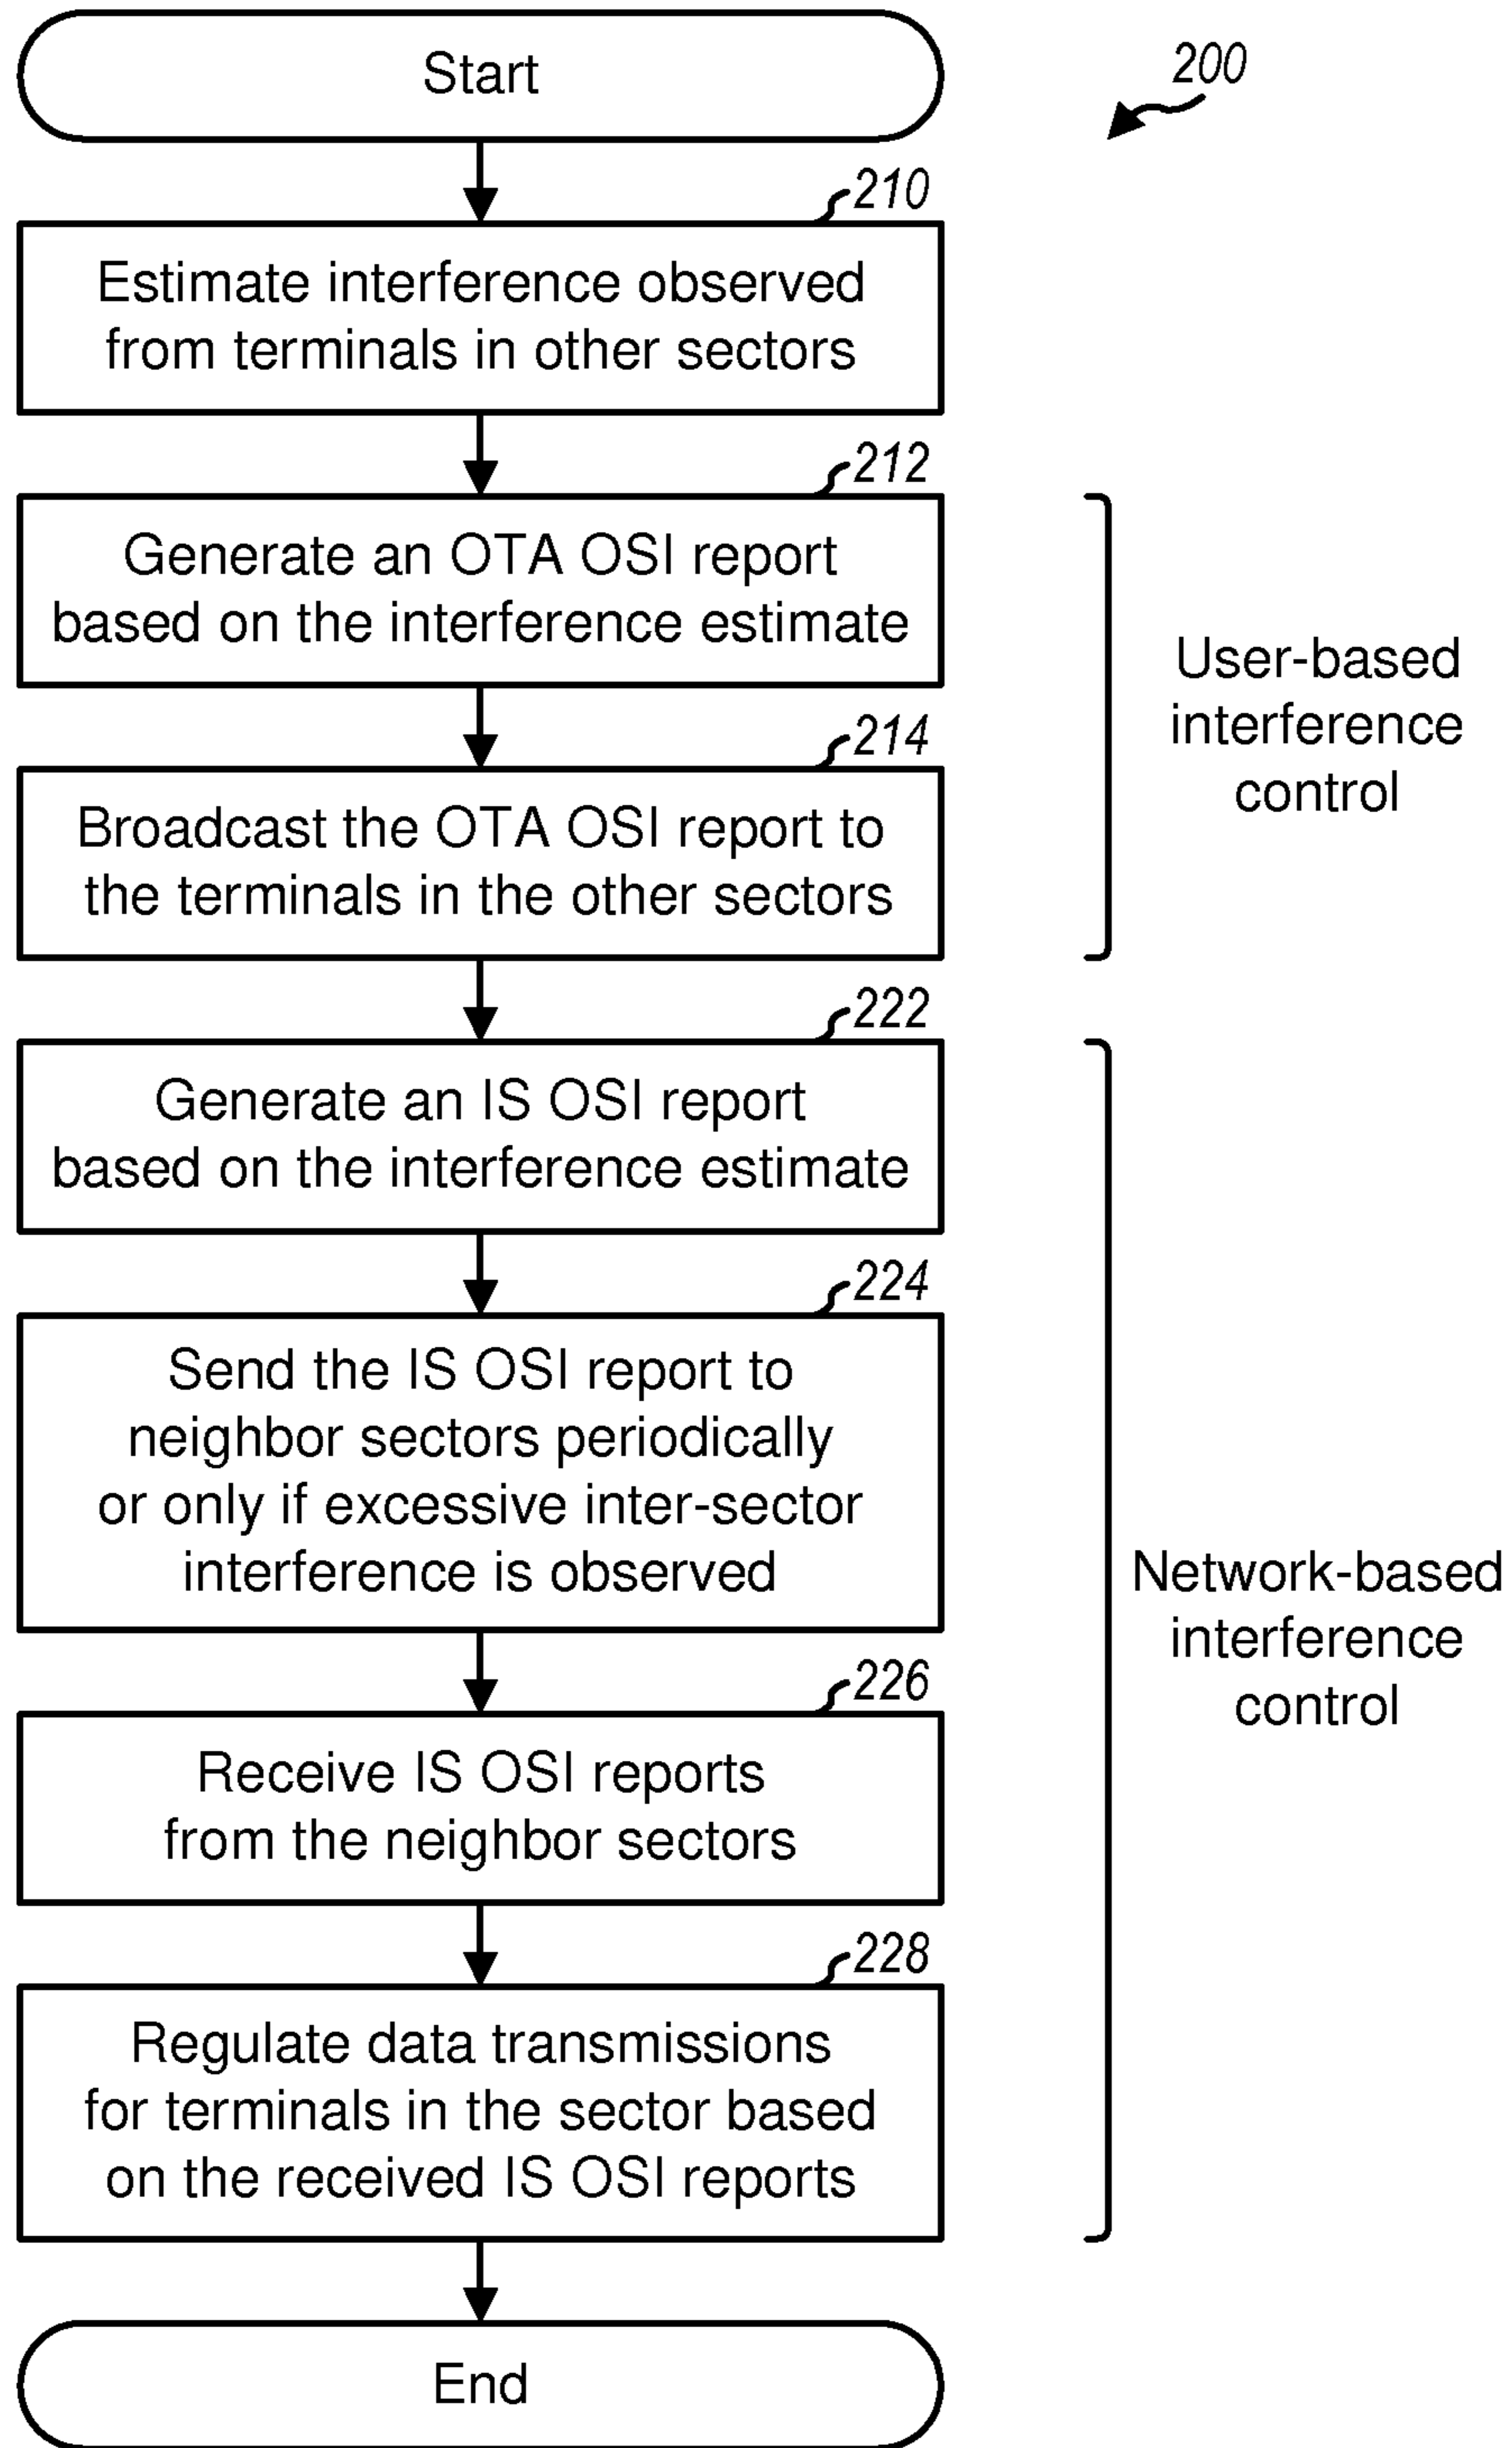 Start
200
210
Estimate interference observed
from terminals in other sectors
212
Generate an OTA OSI report
based on the interference estimate
214
Broadcast the OTA OSI report to
the terminals in the other sectors
User-based
interference
control
222
Generate an IS OSI report
based on the interference estimate
224
Send the IS OSI report to
neighbor sectors periodically
or only if excessive inter-sector
interference is observed
226
Receive IS OSI reports
from the neighbor sectors
228
Regulate data transmissions
for terminals in the sector based
on the received IS OSI reports
Network-based
interference
control
End